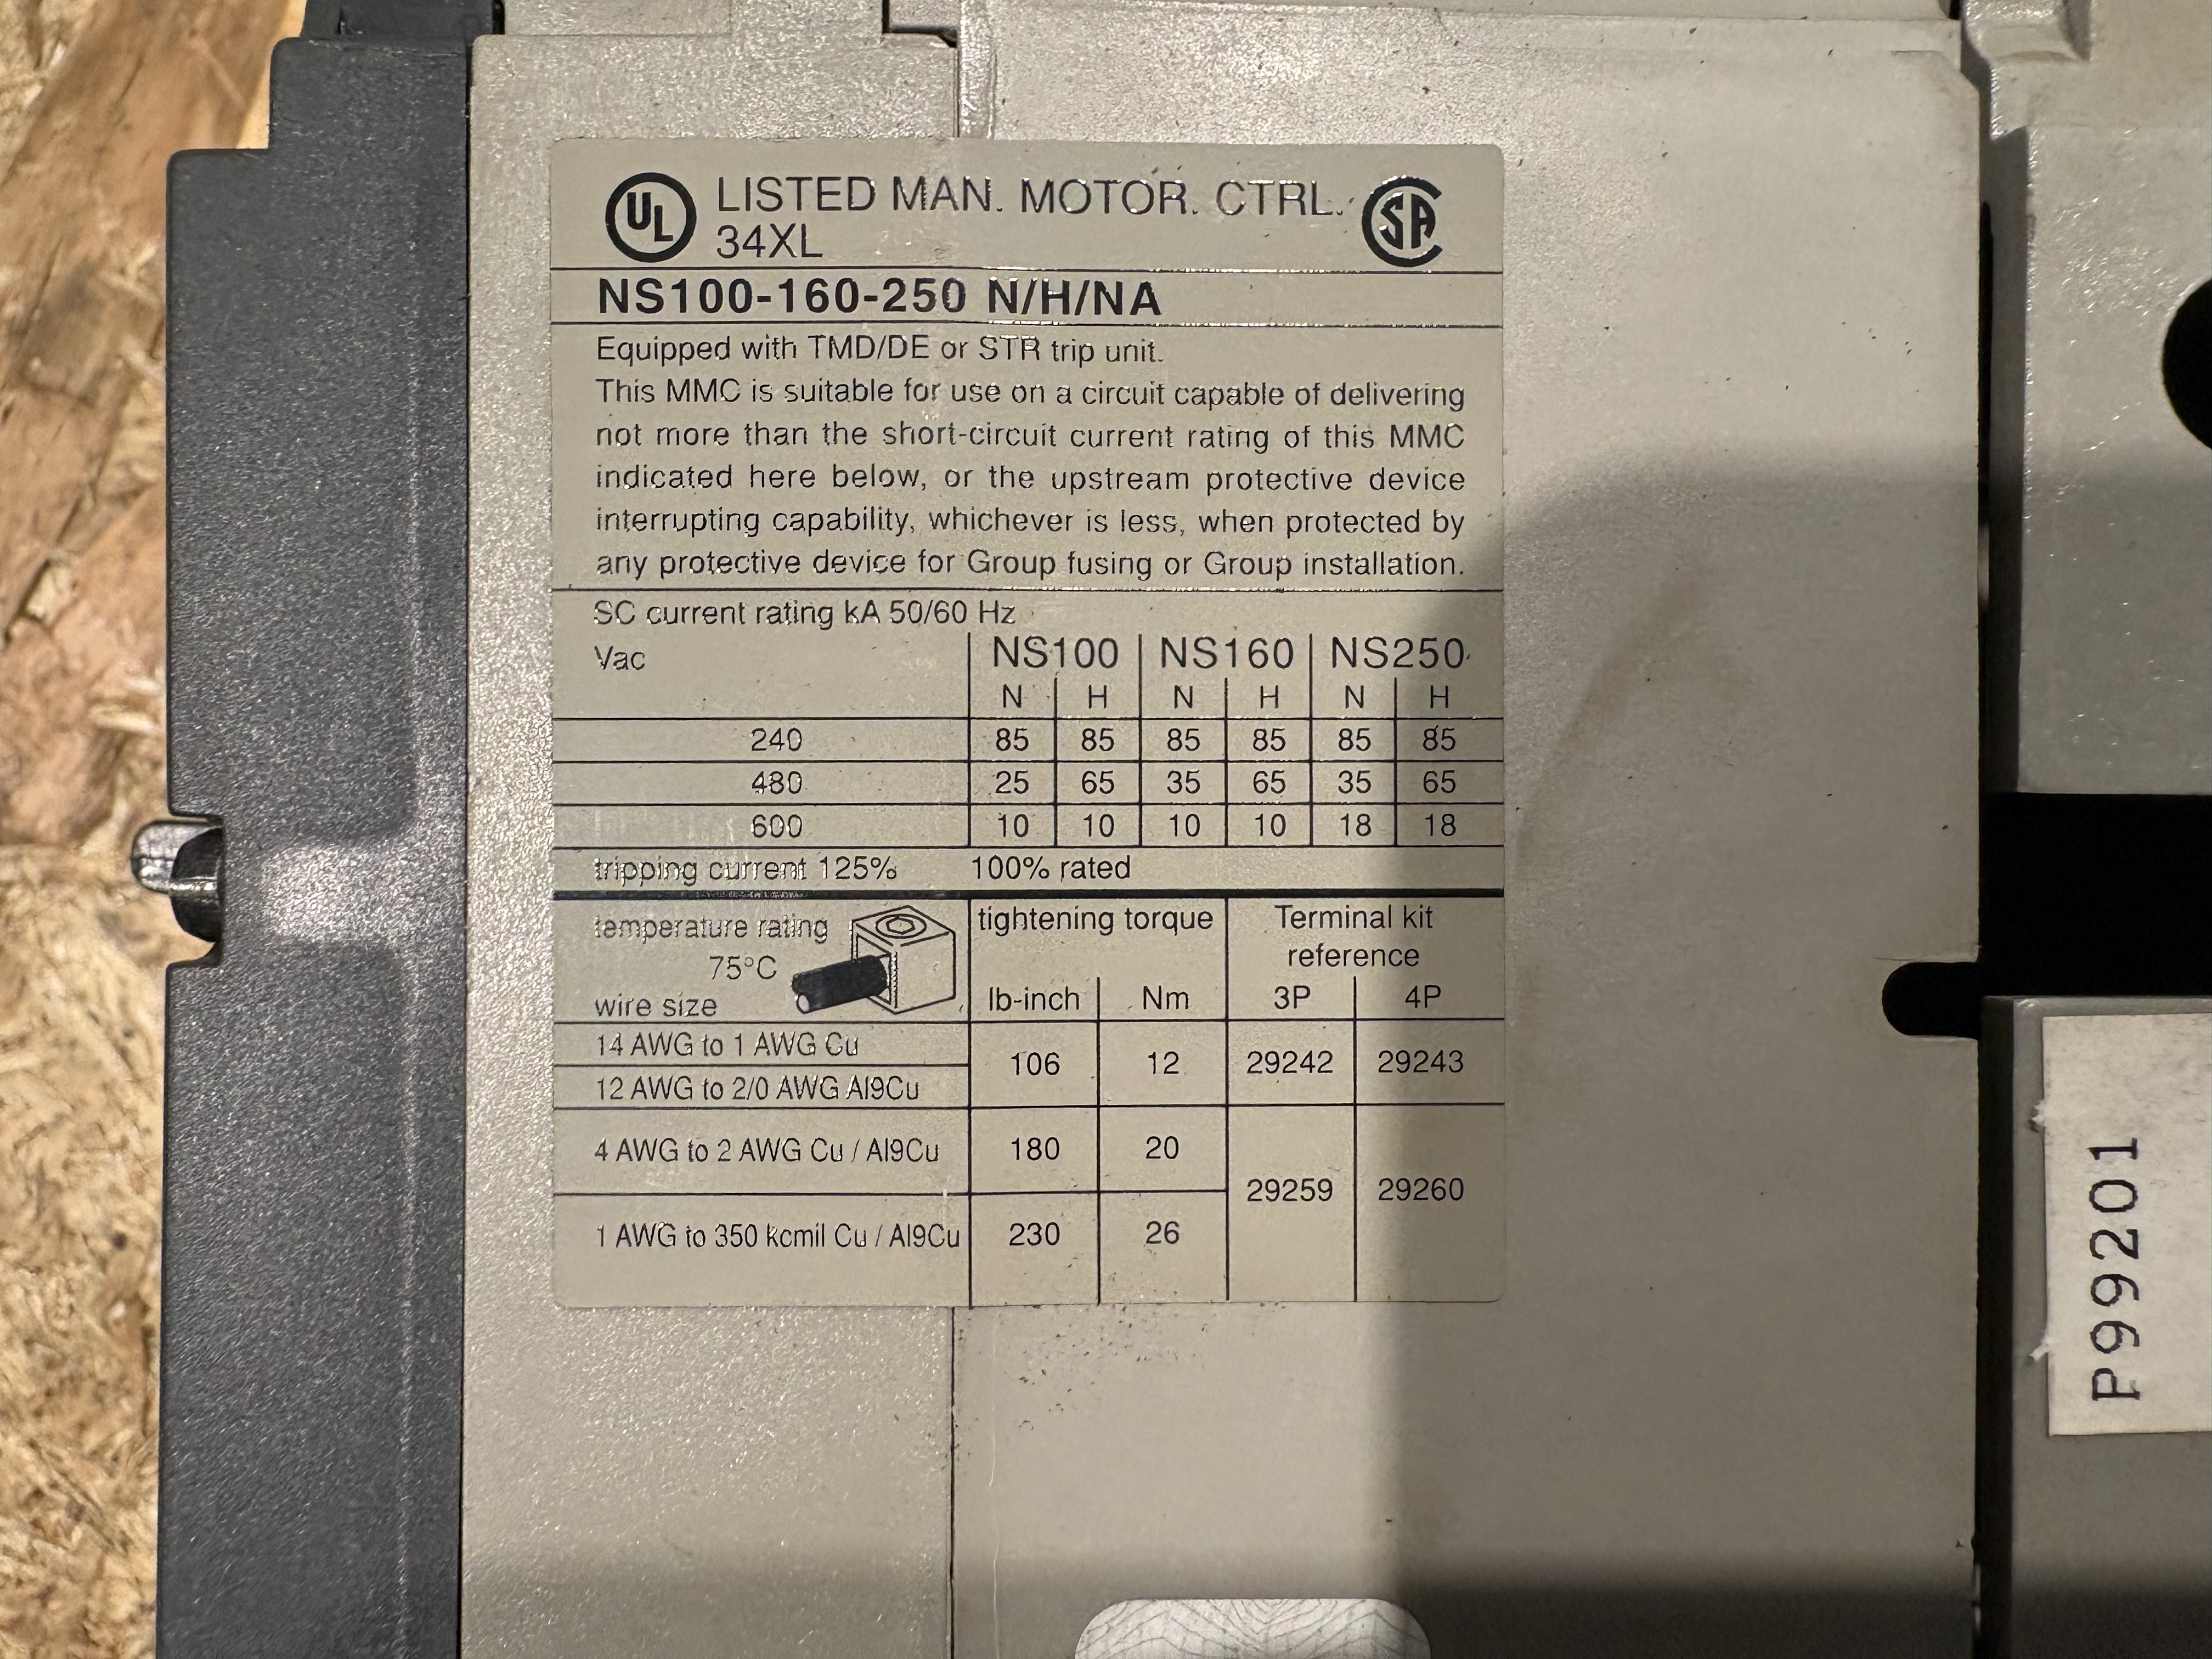 UL LISTED MAN. MOTOR. CTRL. SA
34XL
NS100-160-250 N/H/NA
Equipped with TMD/DE or STR trip unit.
This MMC is suitable for use on a circuit capable of delivering
not more than the short-circuit current rating of this MMC
indicated here below, or the upstream protective device
interrupting capability, whichever is less, when protected by
any protective device for Group fusing or Group installation.
SC current rating kA 50/60 Hz
Vac NS100 NS160 NS250
N H N H N H
240 85 85 85 85 85 85
480 25 65 35 65 35 65
600 10 10 10 10 18 18
tripping current 125% 100% rated
temperature rating tightening torque Terminal kit
75°C reference
wire size lb-inch Nm 3P 4P
14 AWG to 1 AWG Cu
106 12 29242 29243
12 AWG to 2/0 AWG Al9Cu
4 AWG to 2 AWG Cu / Al9Cu 180 20
29259 29260
1 AWG to 350 kcmil Cu / Al9Cu 230 26
P99201